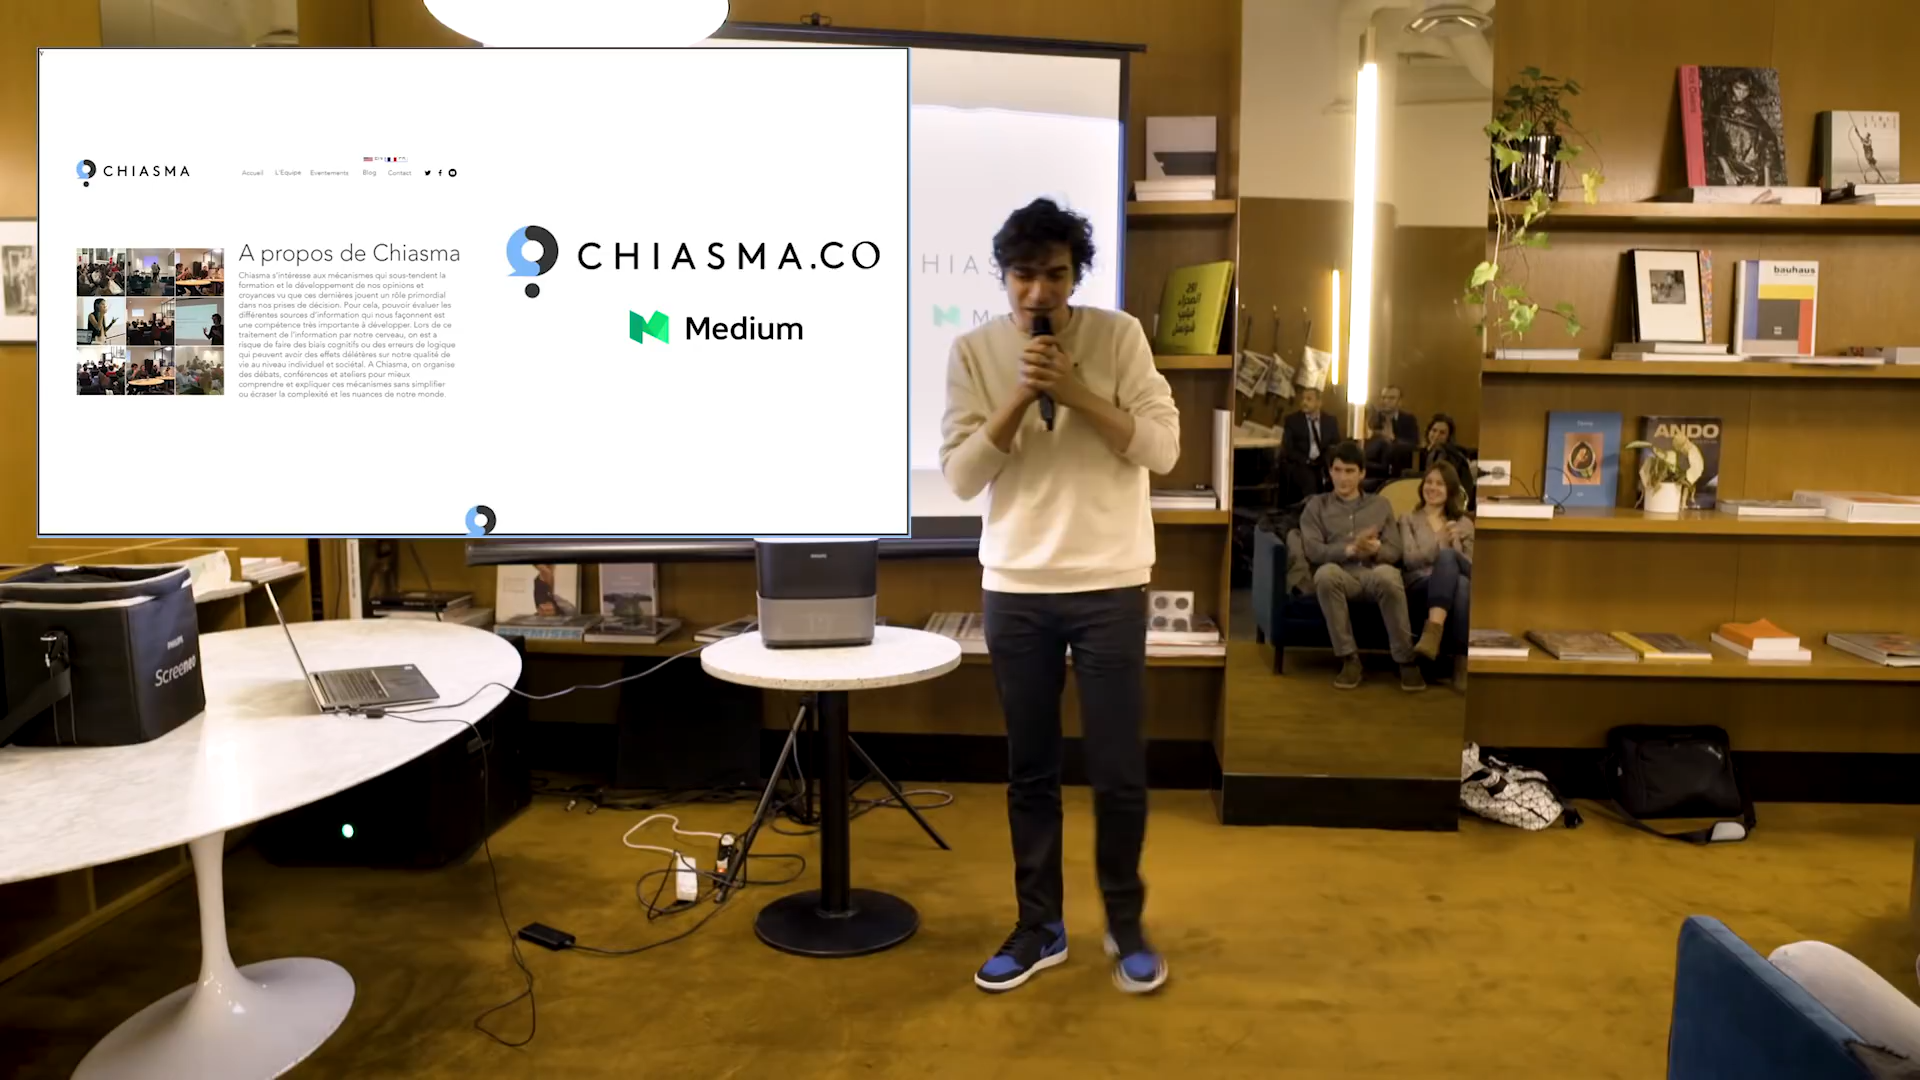 CHIASMA
Accueil L'Equipe Evenements Blog Contact
A propos de Chiasma
Chiasma s'intéresse aux mécanismes qui sous-tendent la
formation et le développement de nos opinions et
croyances vu que ces dernières jouent un rôle primordial
dans nos prises de décision. Pour cela, pouvoir évaluer les
différentes sources d'information qui nous façonnent est
une compétence très importante à développer. Lors de ce
traitement de l'information par notre cerveau, on est à
risque de faire des biais cognitifs ou des erreurs de logique
qui peuvent avoir des effets délétères sur notre qualité de
vie au niveau individuel et sociétal. A Chiasma, on organise
des débats, conférences et ateliers pour mieux
comprendre et expliquer ces mécanismes sans simplifier
ou écraser la complexité et les nuances de notre monde.
CHIASMA.CO
Medium
HIAS
M
bauhaus
ANDO
PHILIPS
Screeneo